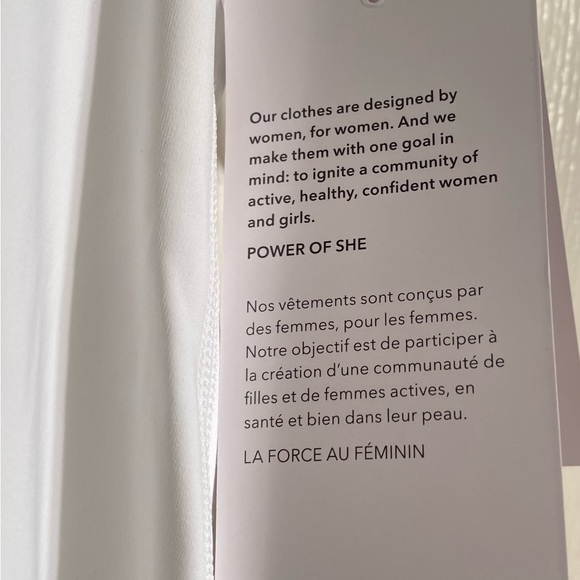 Our clothes are designed by
women, for women. And we
make them with one goal in
mind: to ignite a community of
active, healthy, confident women
and girls.
POWER OF SHE
Nos vêtements sont conçus par
des femmes, pour les femmes.
Notre objectif est de participer à
la création d'une communauté de
filles et de femmes actives, en
santé et bien dans leur peau.
LA FORCE AU FÉMININ